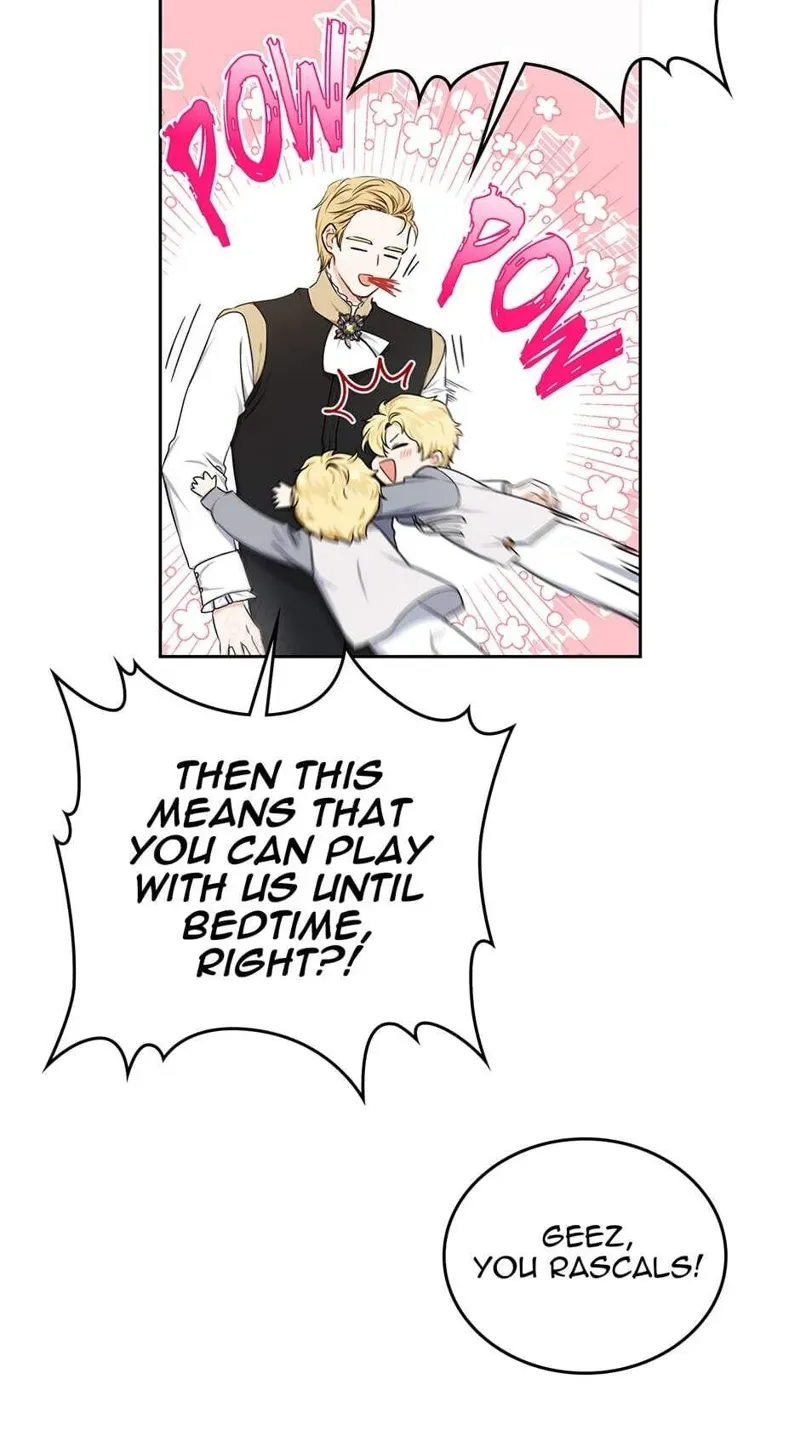 POW
POW
THEN THIS
MEANS THAT
YOU CAN PLAY
WITH US UNTIL
BEDTIME,
RIGHT?!
GEEZ,
YOU RASCALS!